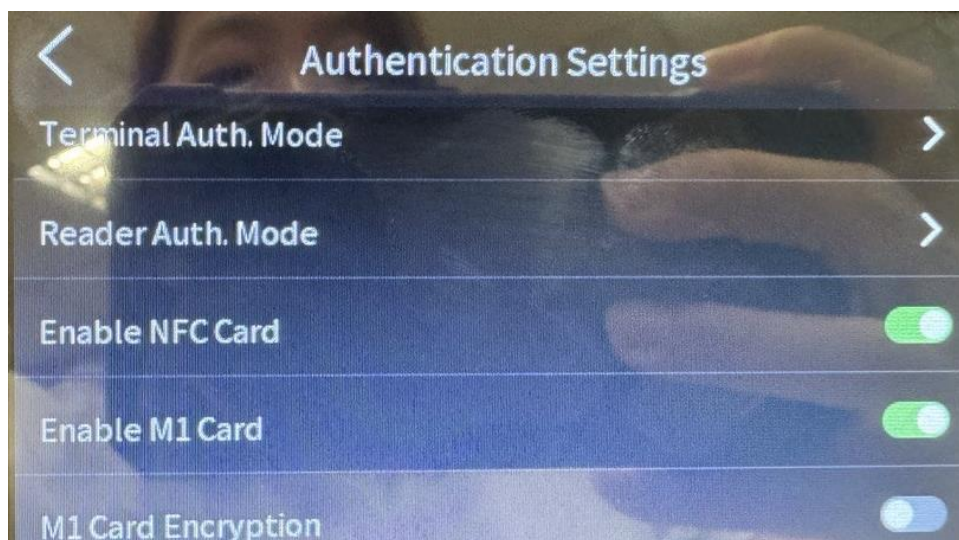 Authentication Settings
Terminal Auth. Mode
Reader Auth. Mode
Enable NFC Card
Enable M1 Card
M1 Card Encryption